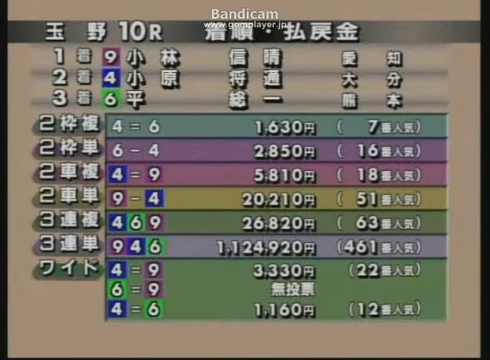 Bandicam
www.gomplayer.jp
玉野10R 着順・払戻金
1着 9 小林 信晴 愛知
2着 4 小原 将通 大分
3着 6 平 総一 熊本
2枠複 4=6 1,630円 (7番人気)
2枠単 6-4 2,850円 (16番人気)
2車複 4=9 5,810円 (18番人気)
2車単 9-4 20,210円 (51番人気)
3連複 4 6 9 26,820円 (63番人気)
3連単 9 4 6 1,124,920円 (461番人気)
ワイド 4=9 3,330円 (22番人気)
6=9 無投票
4=6 1,160円 (12番人気)